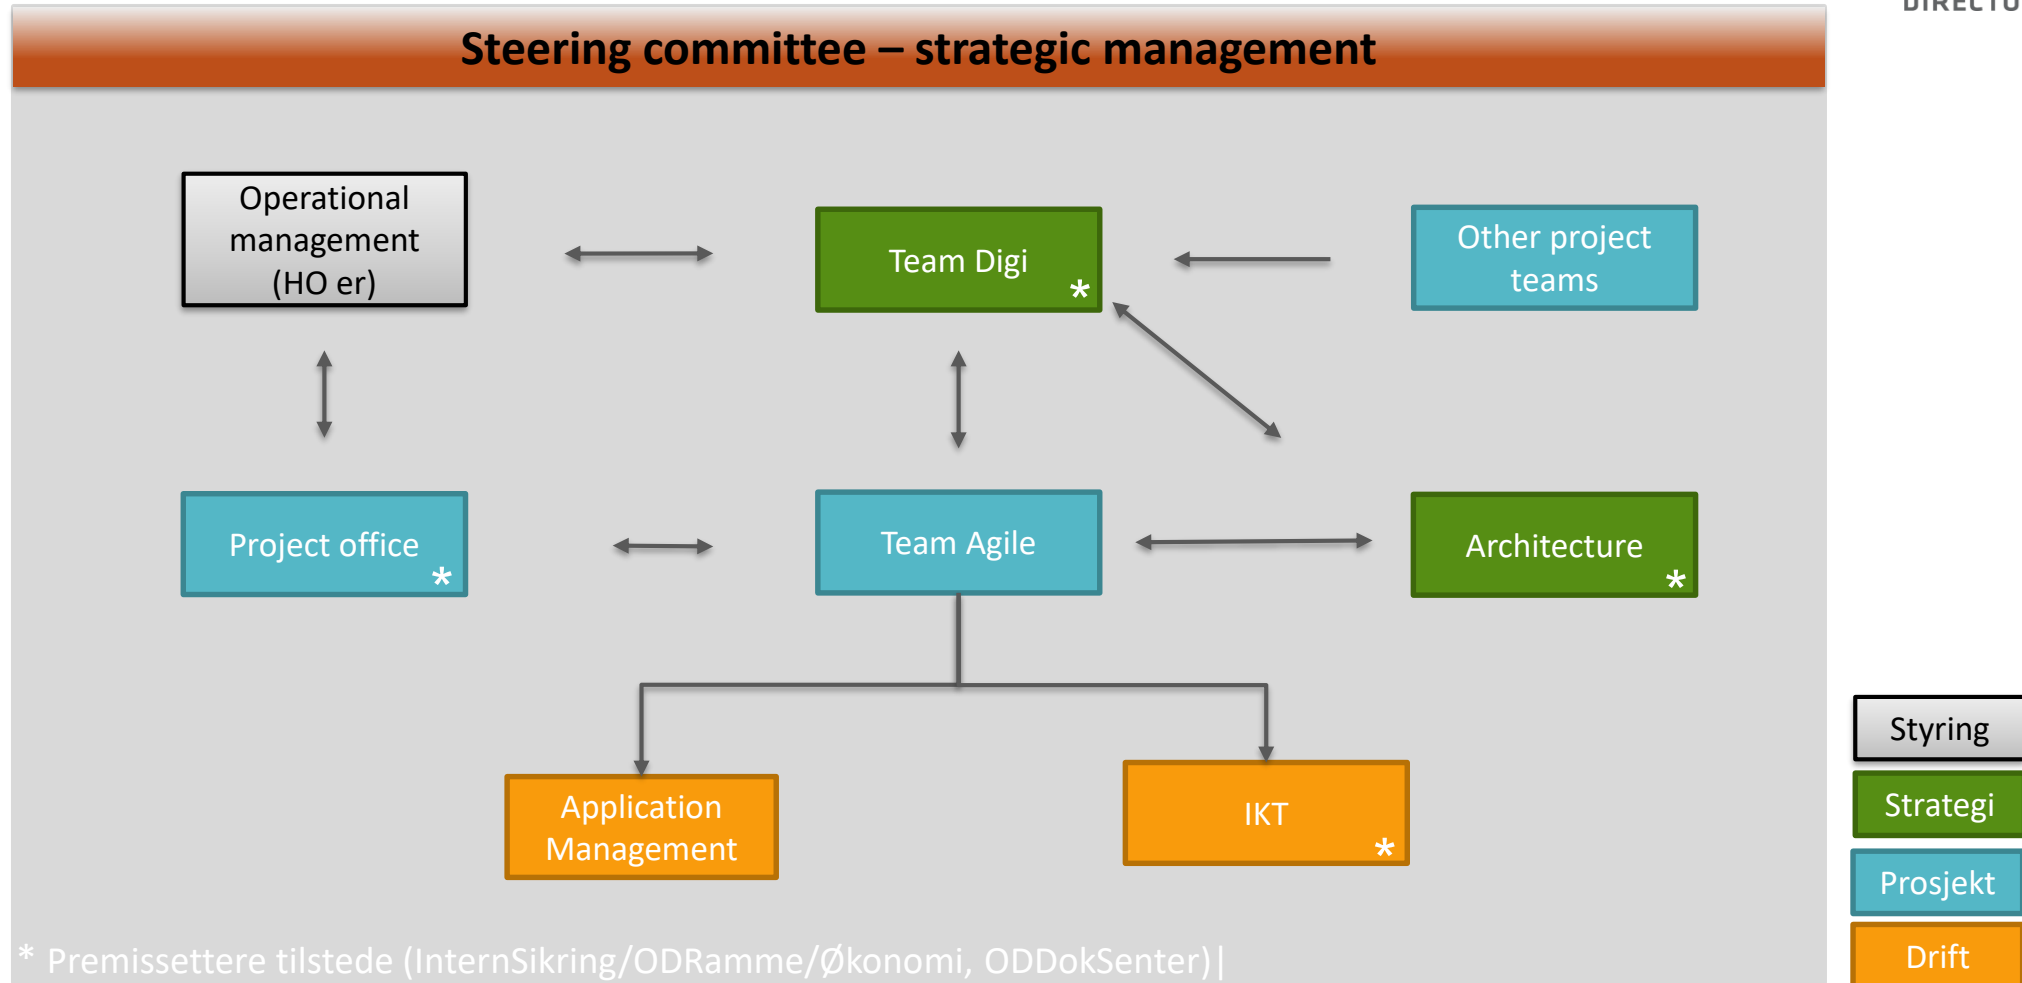 Steering committee – strategic management
Operational
management
(HO er)
Team Digi
*
Other project
teams
Project office
*
Team Agile
Architecture
*
Application
Management
IKT
*
Styring
Strategi
Prosjekt
Drift
* Premissettere tilstede (InternSikring/ODRamme/Økonomi, ODDokSenter)|